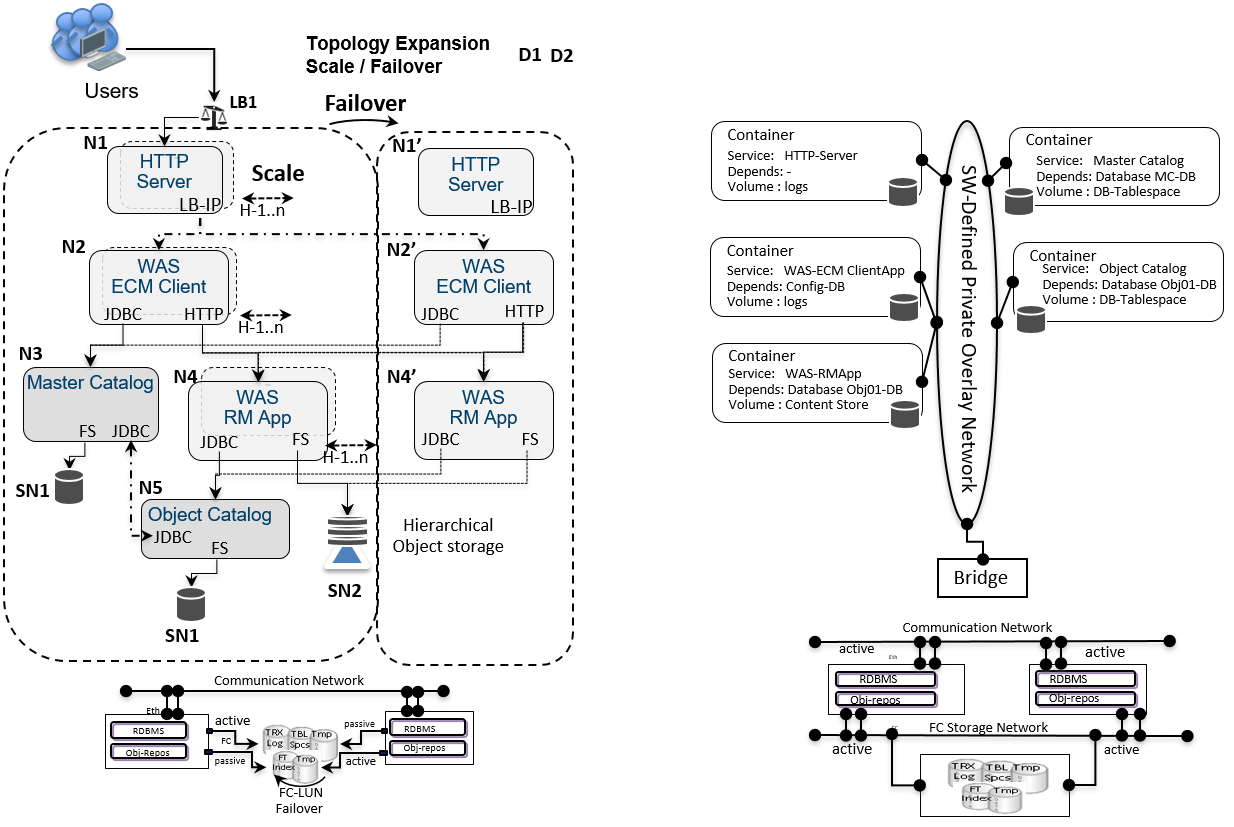 Topology Expansion
Scale / Failover
D1 D2
Users
LB1
Failover
N1
HTTP
Server
LB-IP
Scale
H-1..n
N1’
HTTP
Server
LB-IP
N2
WAS
ECM Client
JDBC
HTTP
H-1..n
N2’
WAS
ECM Client
JDBC
HTTP
N3
Master Catalog
FS
JDBC
SN1
N4
WAS
RM App
JDBC
FS
H-1..n
N4’
WAS
RM App
JDBC
FS
N5
Object Catalog
JDBC
FS
SN1
SN2
Hierarchical
Object storage
Communication Network
Eth
RDBMS
Obj-Repos
active
FC
passive
TRX
Log
TBL
Spcs
Tmp
FT
Index
Tmp
FC-LUN
Failover
passive
active
RDBMS
Obj-repos
Container
Service: HTTP-Server
Depends: -
Volume : logs
Container
Service: WAS-ECM ClientApp
Depends: Config-DB
Volume : logs
Container
Service: WAS-RMApp
Depends: Database Obj01-DB
Volume : Content Store
SW-Defined Private Overlay Network
Container
Service: Master Catalog
Depends: Database MC-DB
Volume : DB-Tablespace
Container
Service: Object Catalog
Depends: Database Obj01-DB
Volume : DB-Tablespace
Bridge
Communication Network
active
Eth
active
RDBMS
Obj-repos
RDBMS
Obj-repos
FC Storage Network
active
FC
active
TRX
Log
TBL
Spcs
Tmp
FT
Index
Tmp